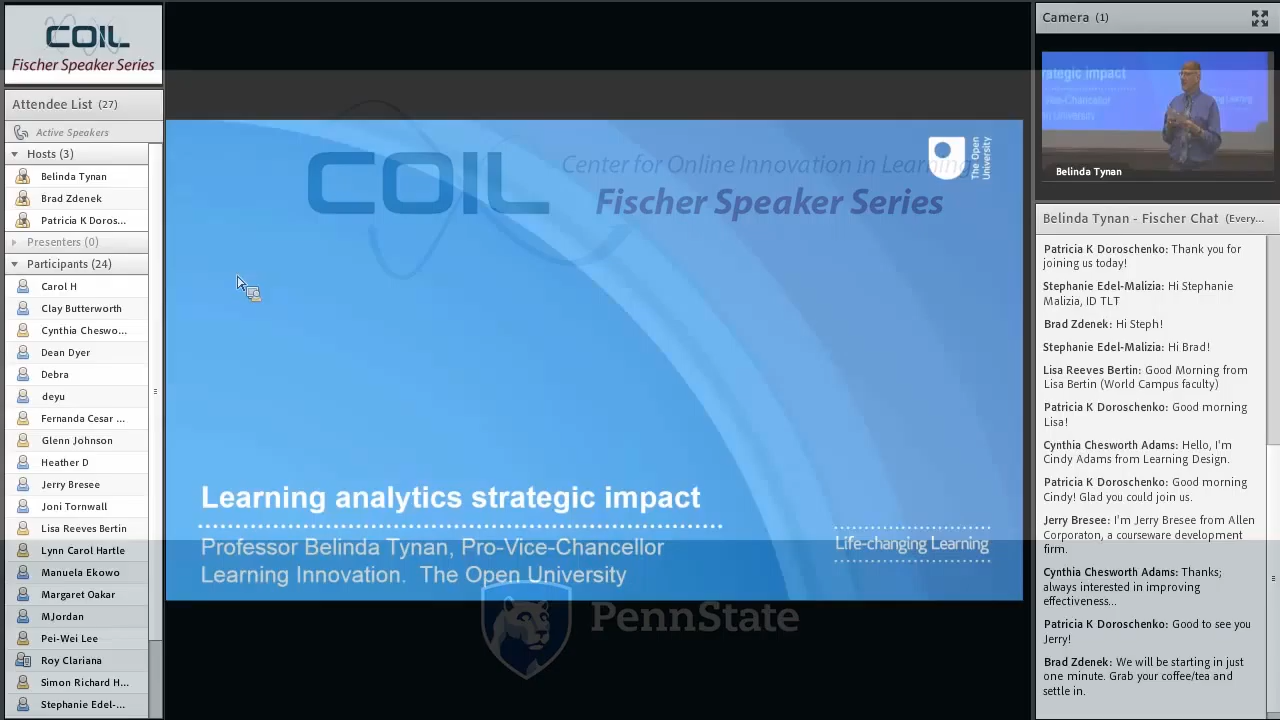 COIL
Fischer Speaker Series
Attendee List (27)
Active Speakers
Hosts (3)
Belinda Tynan
Brad Zdenek
Patricia K Doros...
Presenters (0)
Participants (24)
Carol H
Clay Butterworth
Cynthia Cheswo...
Dean Dyer
Debra
deyu
Fernanda Cesar ...
Glenn Johnson
Heather D
Jerry Bresee
Joni Tornwall
Lisa Reeves Bertin
Lynn Carol Hartle
Manuela Ekowo
Margaret Oakar
MJordan
Pei-Wei Lee
Roy Clariana
Simon Richard H...
Stephanie Edel-...
COIL
Center for Online Innovation in Learning
Fischer Speaker Series
The Open
University
Learning analytics strategic impact
Professor Belinda Tynan, Pro-Vice-Chancellor
Learning Innovation. The Open University
Life-changing Learning
PennState
Camera (1)
rategic impact
ice-Chancellor
n University
Learning
Belinda Tynan
Belinda Tynan - Fischer Chat (Every...
Patricia K Doroschenko: Thank you for
joining us today!
Stephanie Edel-Malizia: Hi Stephanie
Malizia, ID TLT
Brad Zdenek: Hi Steph!
Stephanie Edel-Malizia: Hi Brad!
Lisa Reeves Bertin: Good Morning from
Lisa Bertin (World Campus faculty)
Patricia K Doroschenko: Good morning
Lisa!
Cynthia Chesworth Adams: Hello, I'm
Cindy Adams from Learning Design.
Patricia K Doroschenko: Good morning
Cindy! Glad you could join us.
Jerry Bresee: I'm Jerry Bresee from Allen
Corporaton, a courseware development
firm.
Cynthia Chesworth Adams: Thanks;
always interested in improving
effectiveness...
Patricia K Doroschenko: Good to see you
Jerry!
Brad Zdenek: We will be starting in just
one minute. Grab your coffee/tea and
settle in.